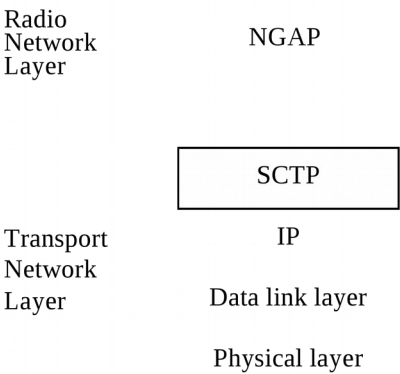 Radio
Network
Layer
NGAP
SCTP
Transport
Network
Layer
IP
Data link layer
Physical layer